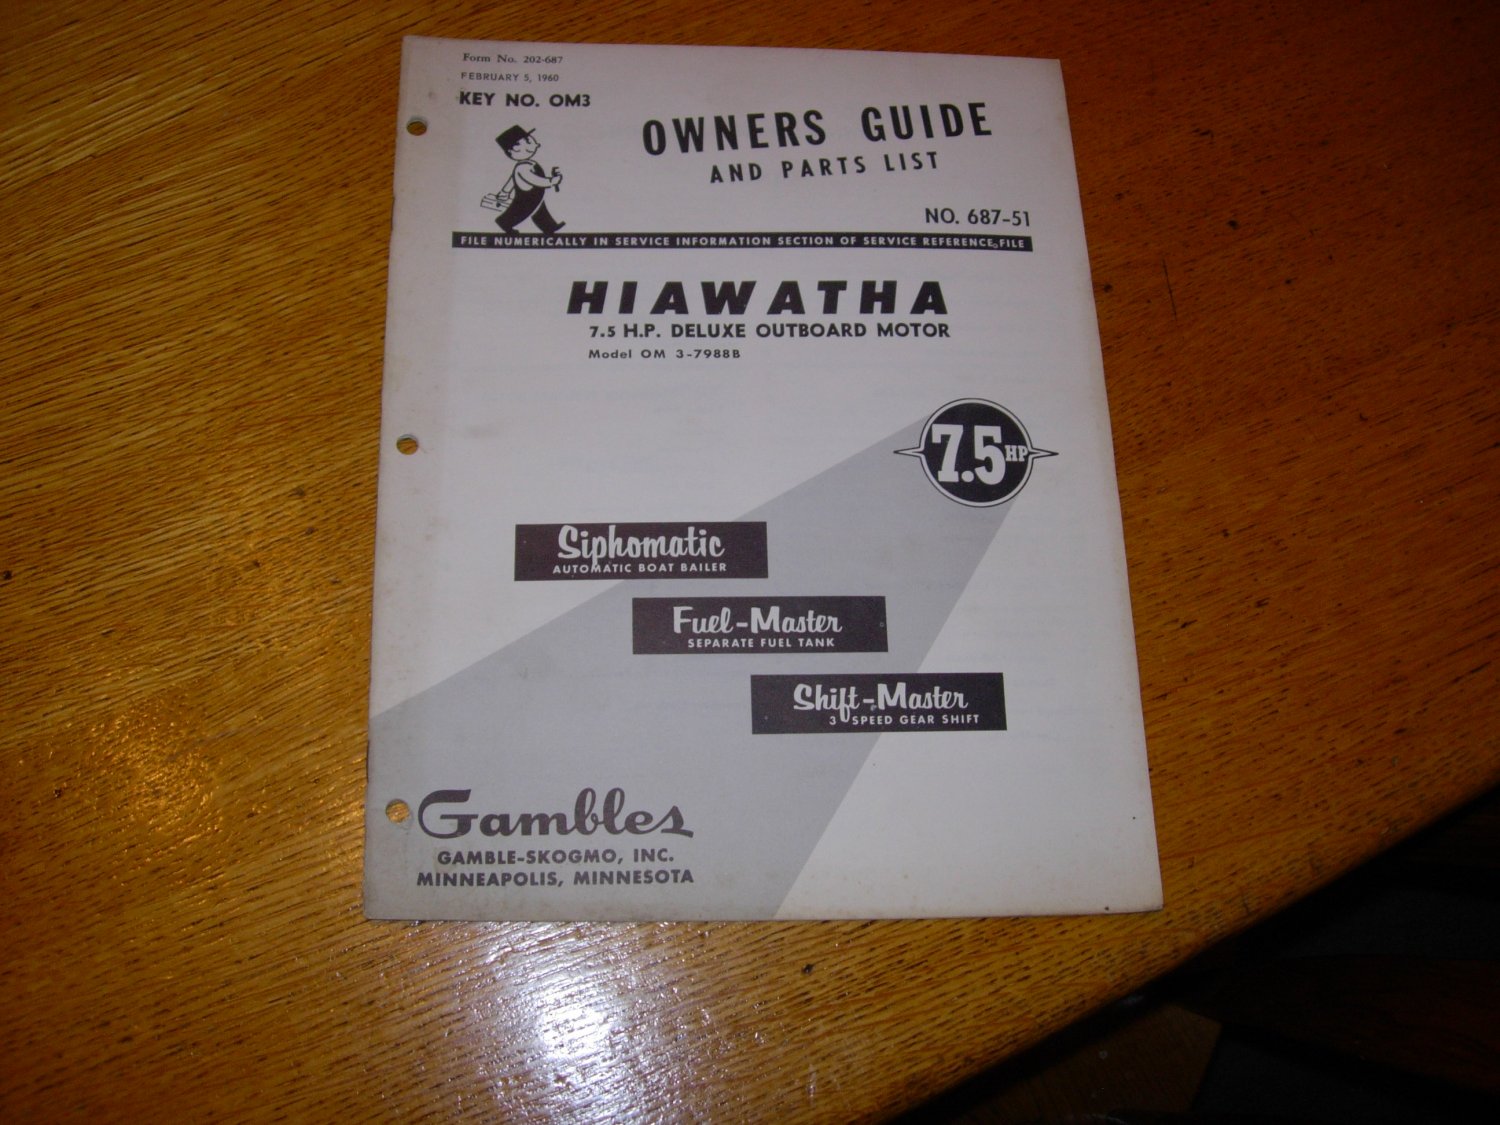 Form No. 202-687
FEBRUARY 5, 1960
KEY NO. OM3
OWNERS GUIDE
AND PARTS LIST
NO. 687-51
FILE NUMERICALLY IN SERVICE INFORMATION SECTION OF SERVICE REFERENCE FILE
HIAWATHA
7.5 H.P. DELUXE OUTBOARD MOTOR
Model OM 3-7988B
7.5 HP
Siphomatic
AUTOMATIC BOAT BAILER
Fuel-Master
SEPARATE FUEL TANK
Shift-Master
3 SPEED GEAR SHIFT
Gambles
GAMBLE-SKOGMO, INC.
MINNEAPOLIS, MINNESOTA